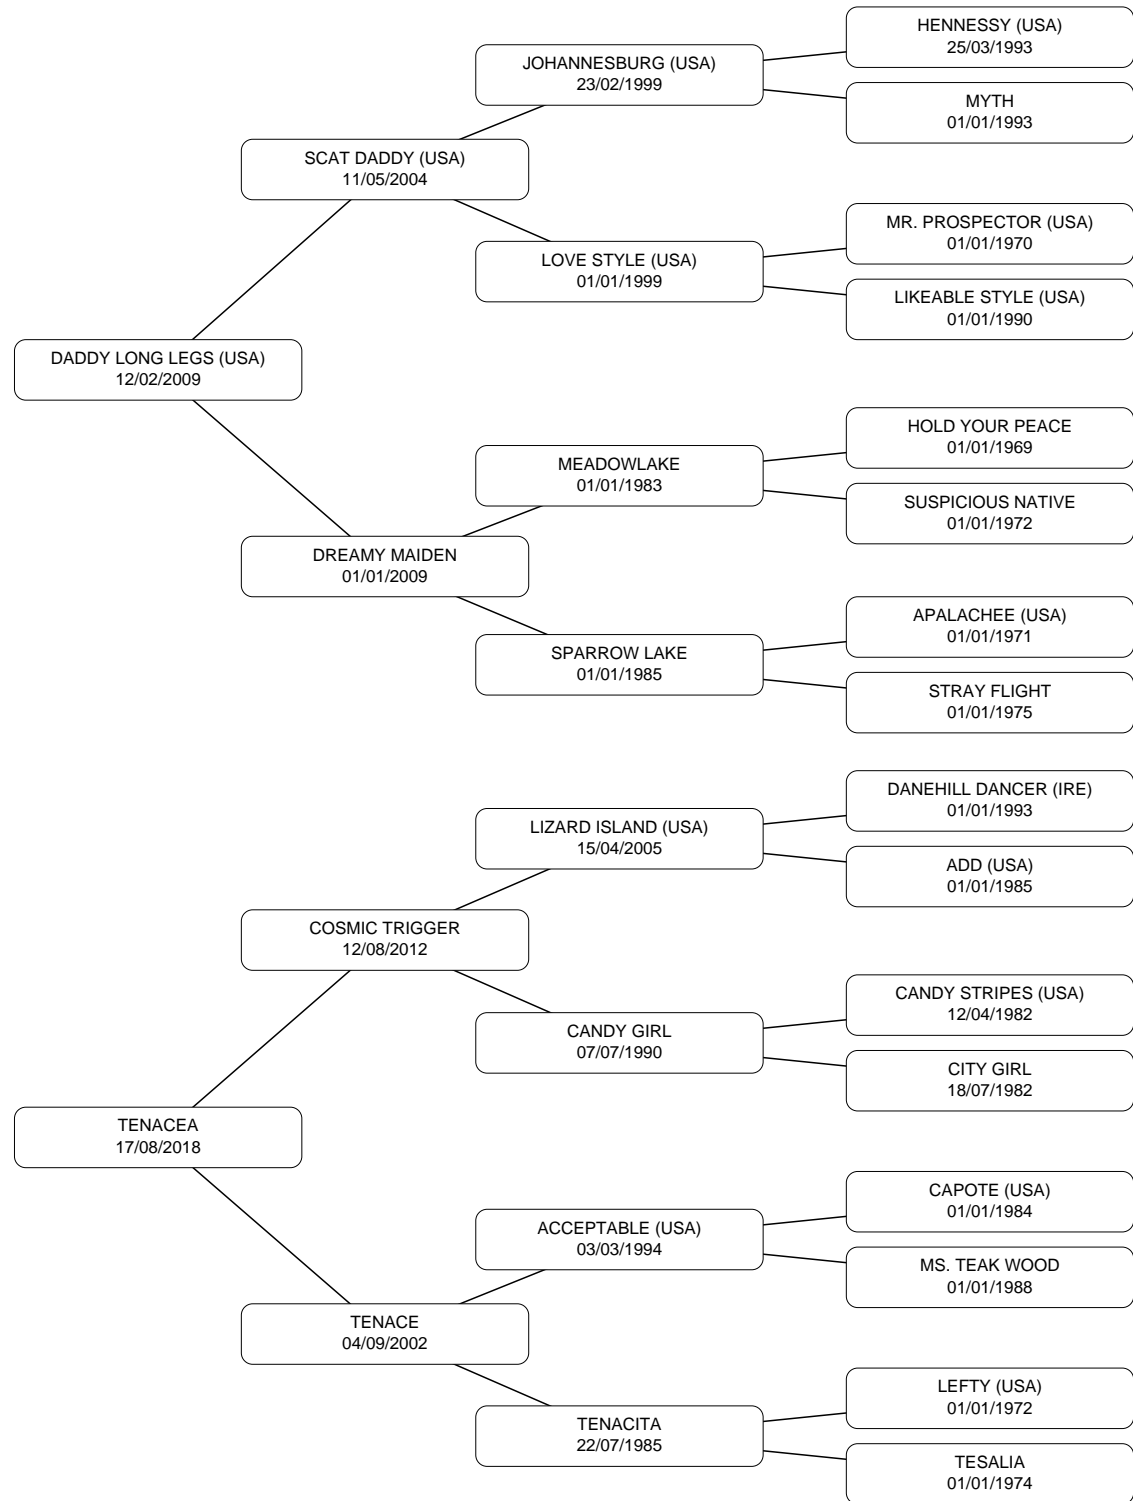 HENNESSY (USA)
25/03/1993
JOHANNESBURG (USA)
23/02/1999
MYTH
01/01/1993
SCAT DADDY (USA)
11/05/2004
MR. PROSPECTOR (USA)
01/01/1970
LOVE STYLE (USA)
01/01/1999
LIKEABLE STYLE (USA)
01/01/1990
DADDY LONG LEGS (USA)
12/02/2009
HOLD YOUR PEACE
01/01/1969
MEADOWLAKE
01/01/1983
SUSPICIOUS NATIVE
01/01/1972
DREAMY MAIDEN
01/01/2009
APALACHEE (USA)
01/01/1971
SPARROW LAKE
01/01/1985
STRAY FLIGHT
01/01/1975
DANEHILL DANCER (IRE)
01/01/1993
LIZARD ISLAND (USA)
15/04/2005
ADD (USA)
01/01/1985
COSMIC TRIGGER
12/08/2012
CANDY STRIPES (USA)
12/04/1982
CANDY GIRL
07/07/1990
CITY GIRL
18/07/1982
TENACEA
17/08/2018
CAPOTE (USA)
01/01/1984
ACCEPTABLE (USA)
03/03/1994
MS. TEAK WOOD
01/01/1988
TENACE
04/09/2002
LEFTY (USA)
01/01/1972
TENACITA
22/07/1985
TESALIA
01/01/1974